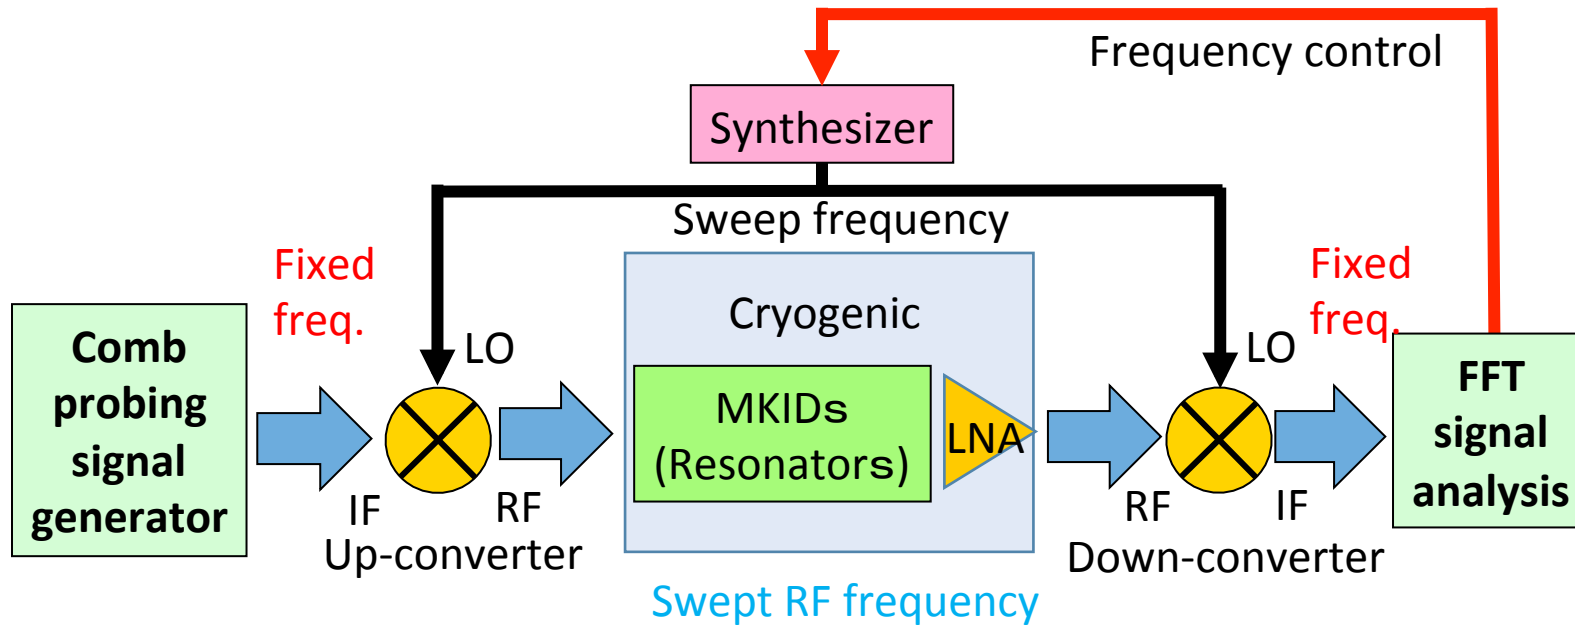 Frequency control
Synthesizer
Sweep frequency
Fixed
freq.
Fixed
freq.
Cryogenic
LO
LO
Comb
probing
signal
generator
MKIDs
(Resonators)
LNA
FFT
signal
analysis
IF
RF
RF
IF
Up-converter
Down-converter
Swept RF frequency